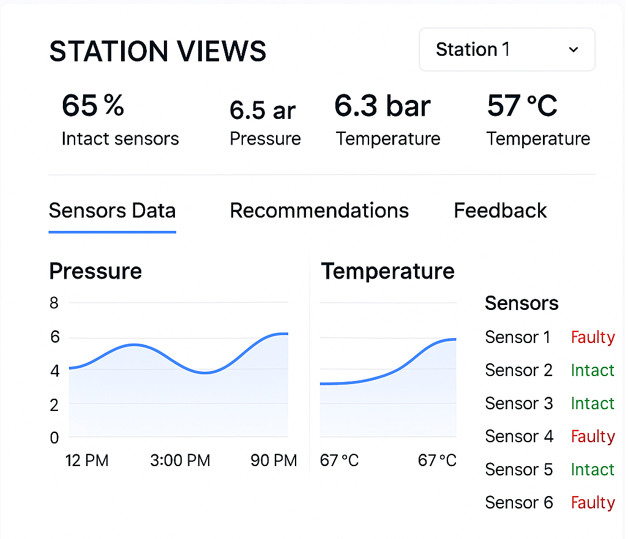 STATION VIEWS
Station 1
65 %
Intact sensors
6.5 ar
Pressure
6.3 bar
Temperature
57 °C
Temperature
Sensors Data
Recommendations
Feedback
Pressure
8
6
4
2
0
12 PM 3:00 PM 90 PM
Temperature
67 °C 67 °C
Sensors
Sensor 1 Faulty
Sensor 2 Intact
Sensor 3 Intact
Sensor 4 Faulty
Sensor 5 Intact
Sensor 6 Faulty